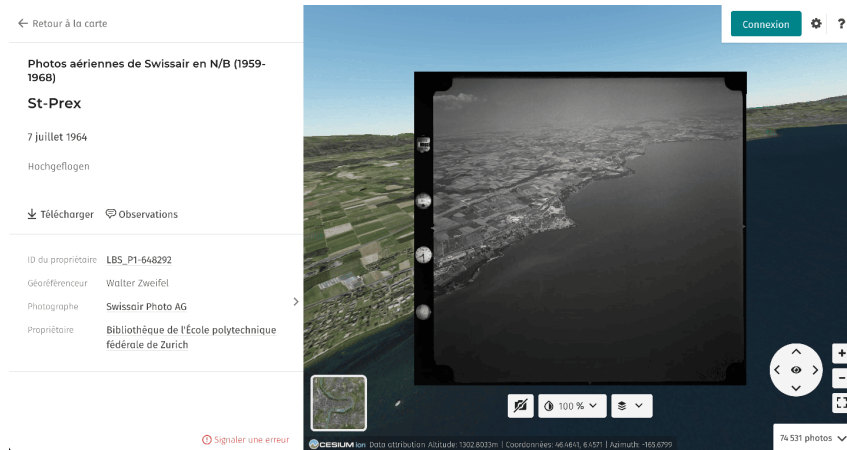 Retour à la carte
Connexion
?
Photos aériennes de Swissair en N/B (1959-
1968)
St-Prex
7 juillet 1964
Hochgeflogen
Télécharger
Observations
ID du propriétaire LBS_P1-648292
Géoréférenceur Walter Zweifel
Photographe Swissair Photo AG
Propriétaire Bibliothèque de l'École polytechnique
fédérale de Zurich
Signaler une erreur
100 %
+
−
CESIUM ion Data attribution Altitude: 1302.8033m | Coordonnées: 46.4641, 6.4571 | Azimuth: -165.6799
74 531 photos